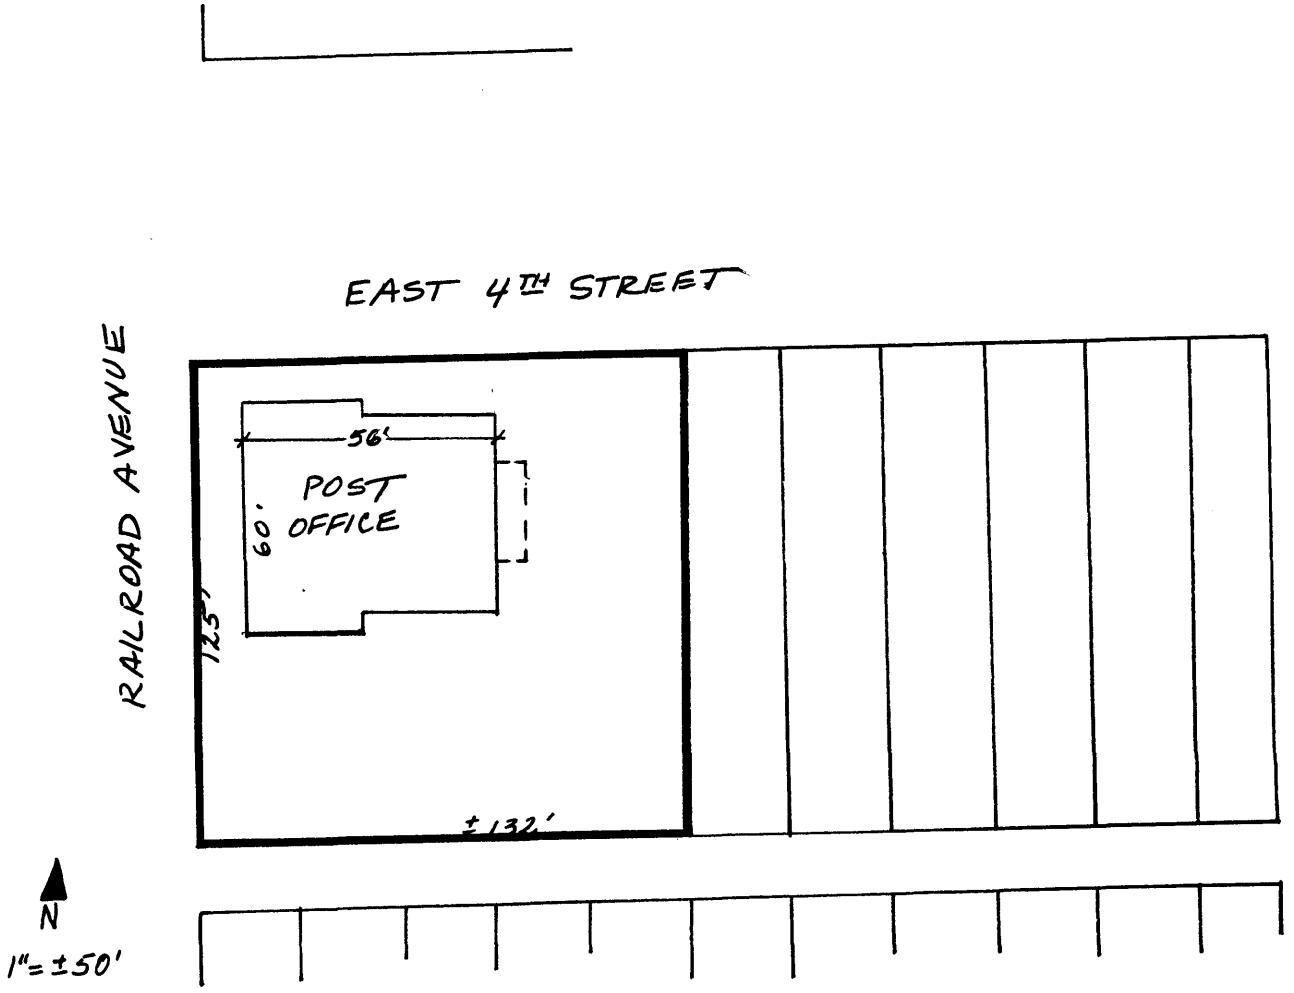 EAST 4TH STREET
RAILROAD AVENUE
56'
POST
OFFICE
60'
125'
± 132'
N
1"= ±50'